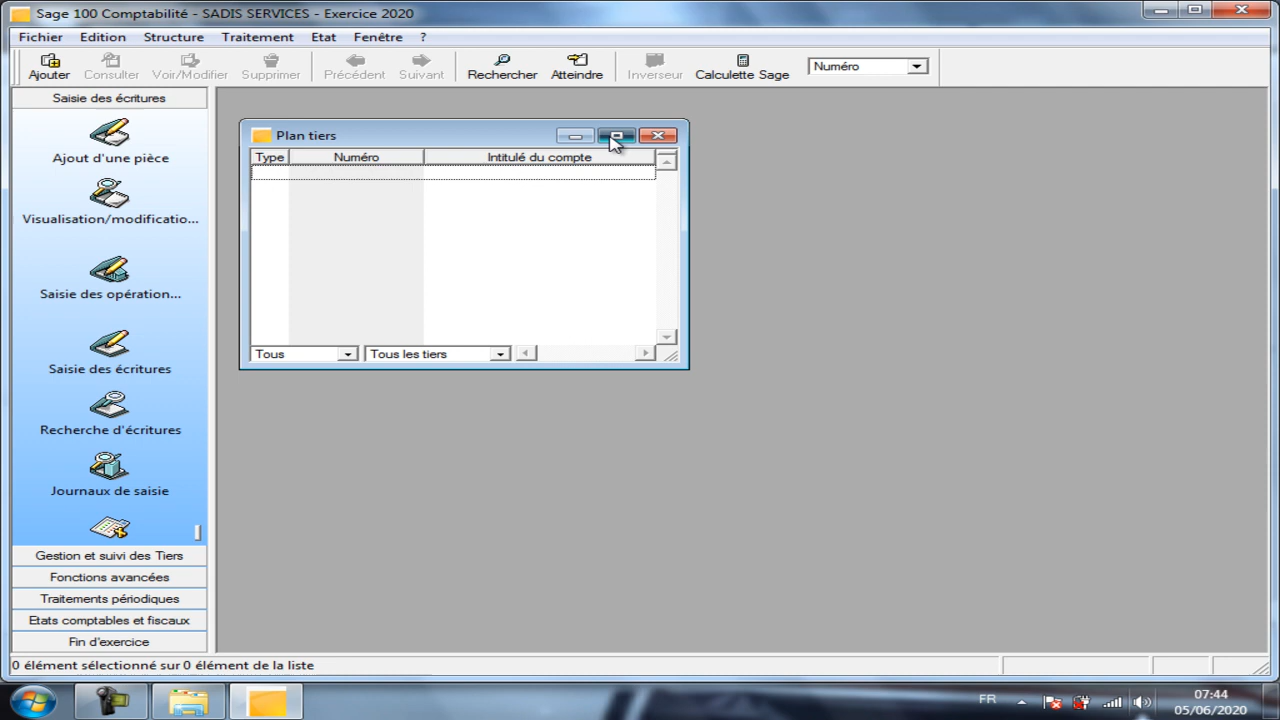 Sage 100 Comptabilité - SADIS SERVICES - Exercice 2020
Fichier Edition Structure Traitement Etat Fenêtre ?
Ajouter Consulter Voir/Modifier Supprimer Précédent Suivant Rechercher Atteindre Inverseur Calculette Sage Numéro
Saisie des écritures
Ajout d'une pièce
Visualisation/modificatio...
Saisie des opération...
Saisie des écritures
Recherche d'écritures
Journaux de saisie
Gestion et suivi des Tiers
Fonctions avancées
Traitements périodiques
Etats comptables et fiscaux
Fin d'exercice
Plan tiers
Type Numéro Intitulé du compte
Tous Tous les tiers
0 élément sélectionné sur 0 élément de la liste
FR 07:44
05/06/2020